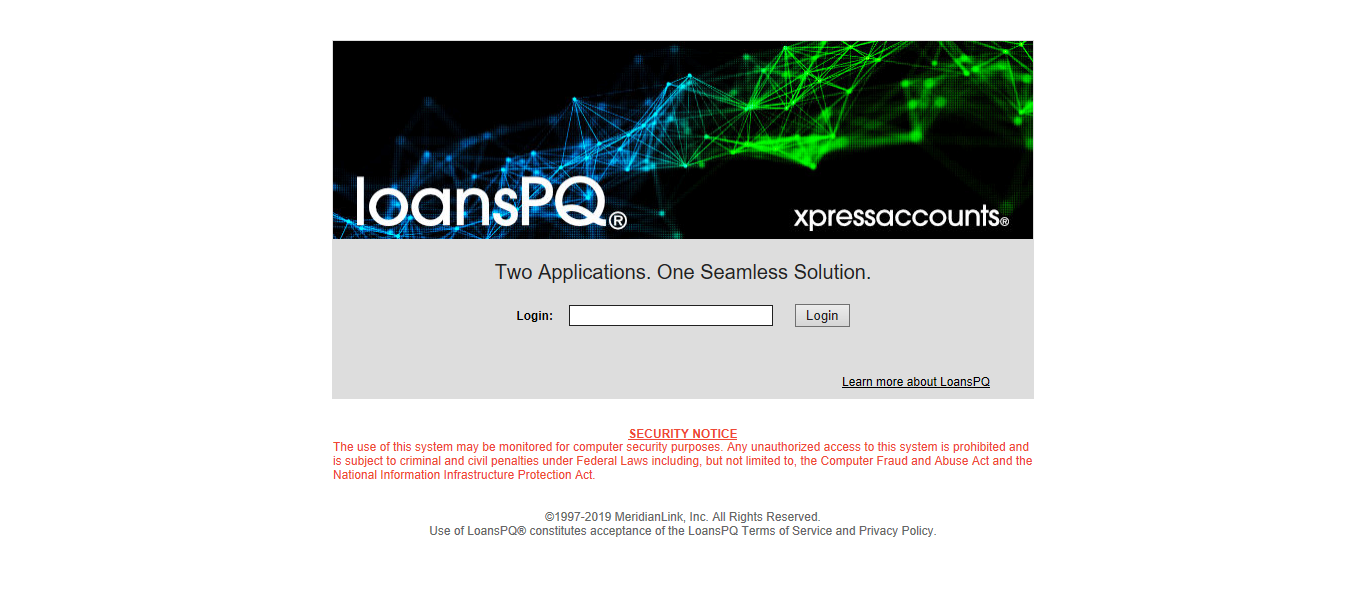 loansPQ®
xpressaccounts®
Two Applications. One Seamless Solution.
Login:
Login
Learn more about LoansPQ
SECURITY NOTICE
The use of this system may be monitored for computer security purposes. Any unauthorized access to this system is prohibited and
is subject to criminal and civil penalties under Federal Laws including, but not limited to, the Computer Fraud and Abuse Act and the
National Information Infrastructure Protection Act.
©1997-2019 MeridianLink, Inc. All Rights Reserved.
Use of LoansPQ® constitutes acceptance of the LoansPQ Terms of Service and Privacy Policy.